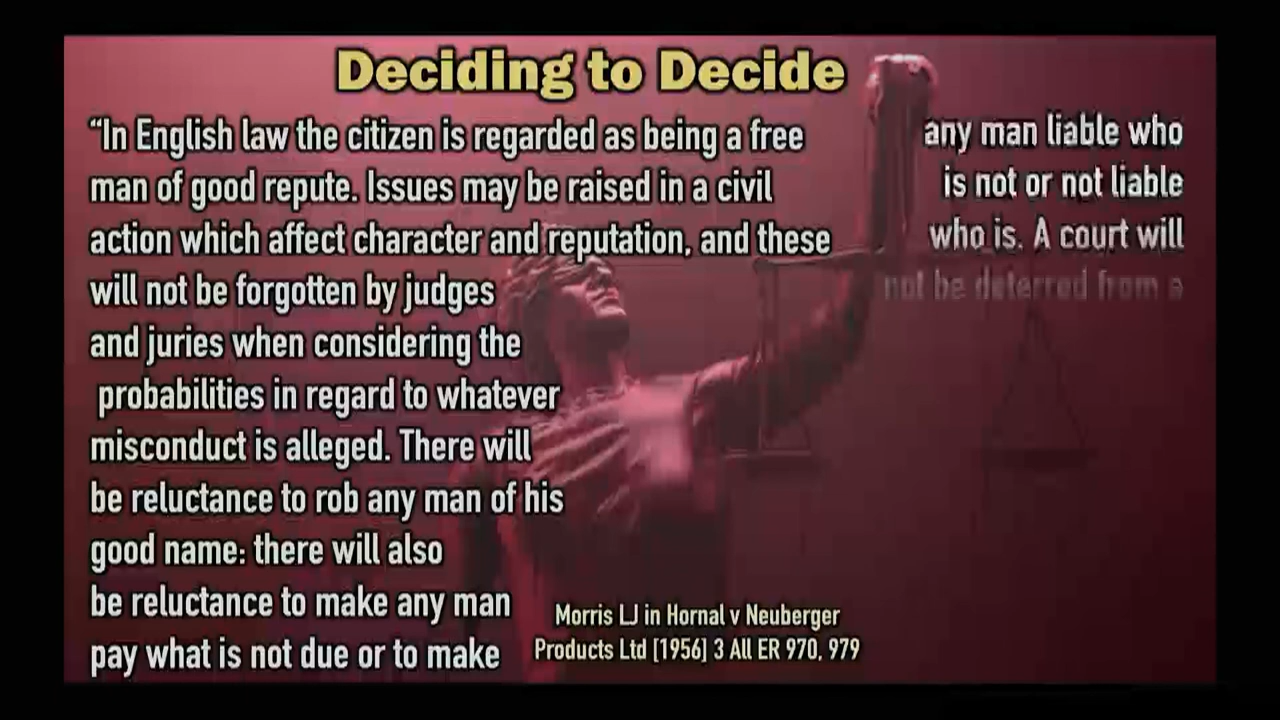 Deciding to Decide
“In English law the citizen is regarded as being a free
man of good repute. Issues may be raised in a civil
action which affect character and reputation, and these
will not be forgotten by judges
and juries when considering the
probabilities in regard to whatever
misconduct is alleged. There will
be reluctance to rob any man of his
good name: there will also
be reluctance to make any man
pay what is not due or to make
any man liable who
is not or not liable
who is. A court will
not be deterred from a
Morris LJ in Hornal v Neuberger
Products Ltd [1956] 3 All ER 970, 979